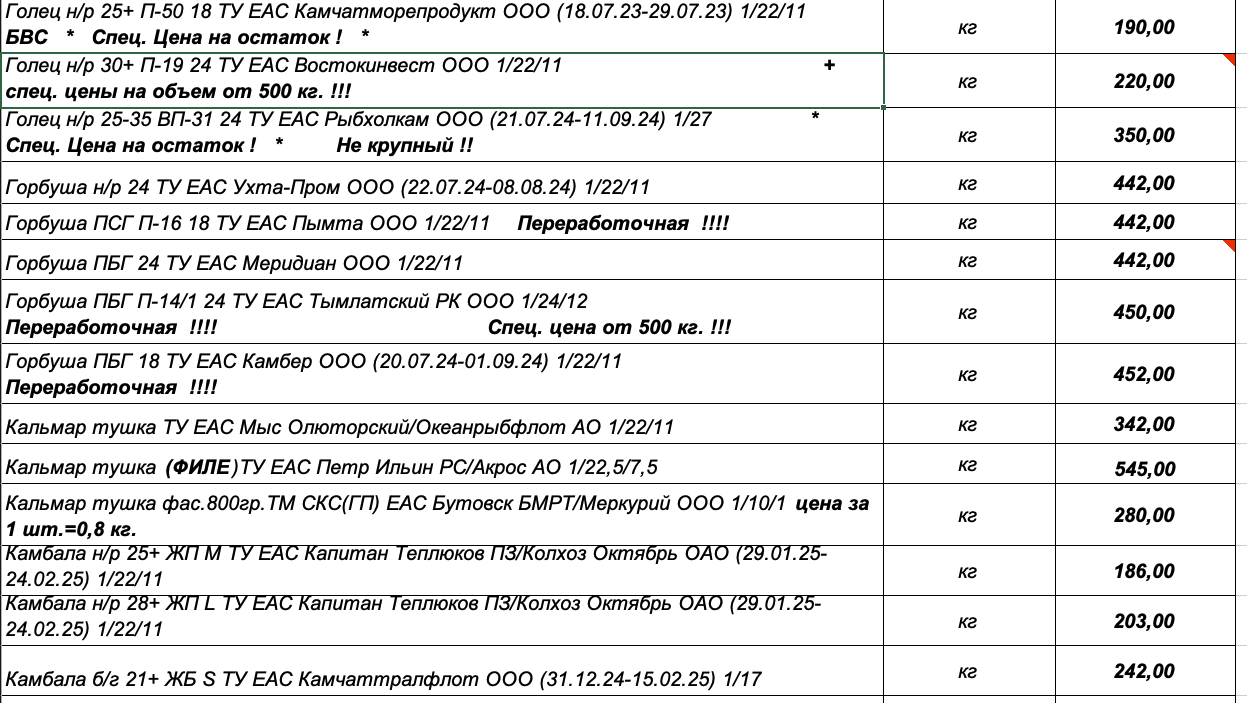 Голец н/р 25+ П-50 18 ТУ ЕАС Камчатморепродукт ООО (18.07.23-29.07.23) 1/22/11
БВС * Спец. Цена на остаток ! *
кг
190,00
Голец н/р 30+ П-19 24 ТУ ЕАС Востокинвест ООО 1/22/11 +
спец. цены на объем от 500 кг. !!!
кг
220,00
Голец н/р 25-35 ВП-31 24 ТУ ЕАС Рыбхолкам ООО (21.07.24-11.09.24) 1/27 *
Спец. Цена на остаток ! * Не крупный !!
кг
350,00
Горбуша н/р 24 ТУ ЕАС Ухта-Пром ООО (22.07.24-08.08.24) 1/22/11
кг
442,00
Горбуша ПСГ П-16 18 ТУ ЕАС Пымта ООО 1/22/11 Переработочная !!!!
кг
442,00
Горбуша ПБГ 24 ТУ ЕАС Меридиан ООО 1/22/11
кг
442,00
Горбуша ПБГ П-14/1 24 ТУ ЕАС Тымлатский РК ООО 1/24/12
Переработочная !!!! Спец. цена от 500 кг. !!!
кг
450,00
Горбуша ПБГ 18 ТУ ЕАС Камбер ООО (20.07.24-01.09.24) 1/22/11
Переработочная !!!!
кг
452,00
Кальмар тушка ТУ ЕАС Мыс Олюторский/Океанрыбфлот АО 1/22/11
кг
342,00
Кальмар тушка (ФИЛЕ)ТУ ЕАС Петр Ильин РС/Акрос АО 1/22,5/7,5
кг
545,00
Кальмар тушка фас.800гр.ТМ СКС(ГП) ЕАС Бутовск БМРТ/Меркурий ООО 1/10/1 цена за
1 шт.=0,8 кг.
кг
280,00
Камбала н/р 25+ ЖП М ТУ ЕАС Капитан Теплюков ПЗ/Колхоз Октябрь ОАО (29.01.25-
24.02.25) 1/22/11
кг
186,00
Камбала н/р 28+ ЖП L ТУ ЕАС Капитан Теплюков ПЗ/Колхоз Октябрь ОАО (29.01.25-
24.02.25) 1/22/11
кг
203,00
Камбала б/г 21+ ЖБ S ТУ ЕАС Камчаттралфлот ООО (31.12.24-15.02.25) 1/17
кг
242,00